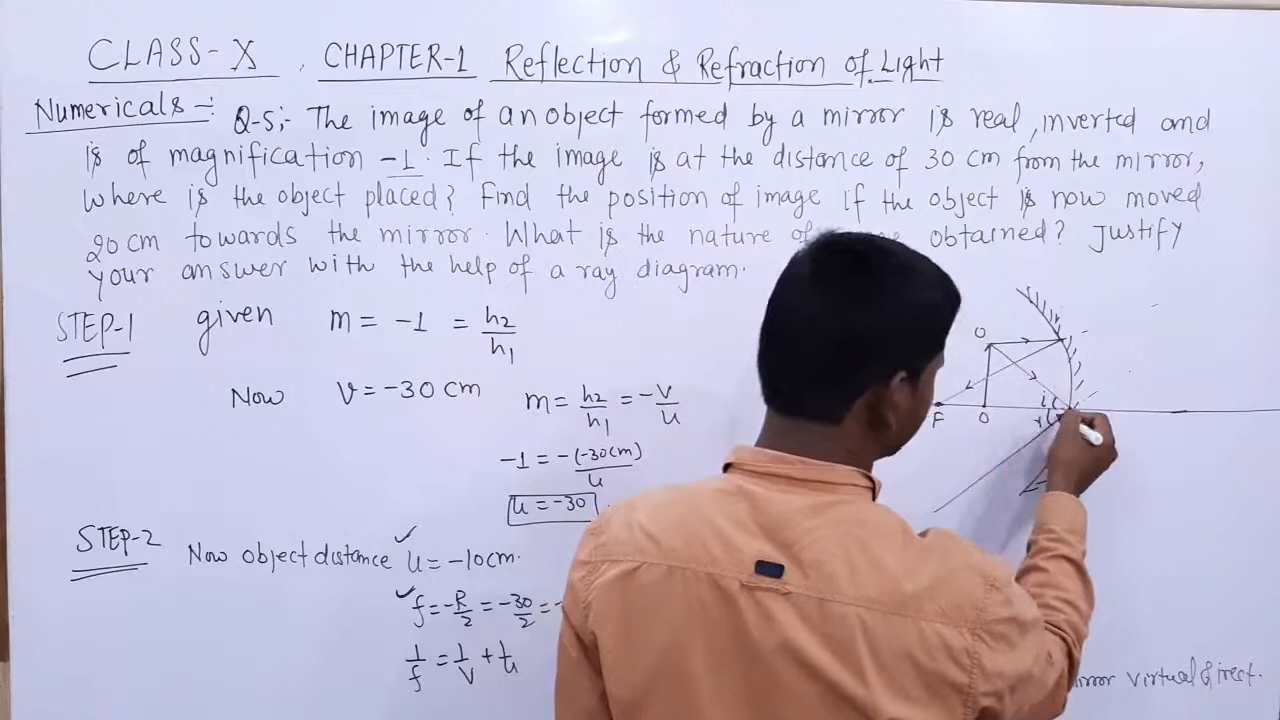 CLASS-X , CHAPTER-1 Reflection & Refraction of Light
Numericals :- Q-5;- The image of an object formed by a mirror is real, inverted and
is of magnification -1. If the image is at the distance of 30 cm from the mirror,
where is the object placed? Find the position of image if the object is now moved
20 cm towards the mirror. What is the nature of obtained? Justify
your answer with the help of a ray diagram.
STEP-1 given m = -1 = h2/h1
Now V = -30 cm m = h2/h1 = -V/u
-1 = -(-30cm)/u
u = -30
STEP-2 Now object distance u = -10cm.
f = -R/2 = -30/2 =
1/f = 1/V + 1/u
O
F O i r
virtual & irect.